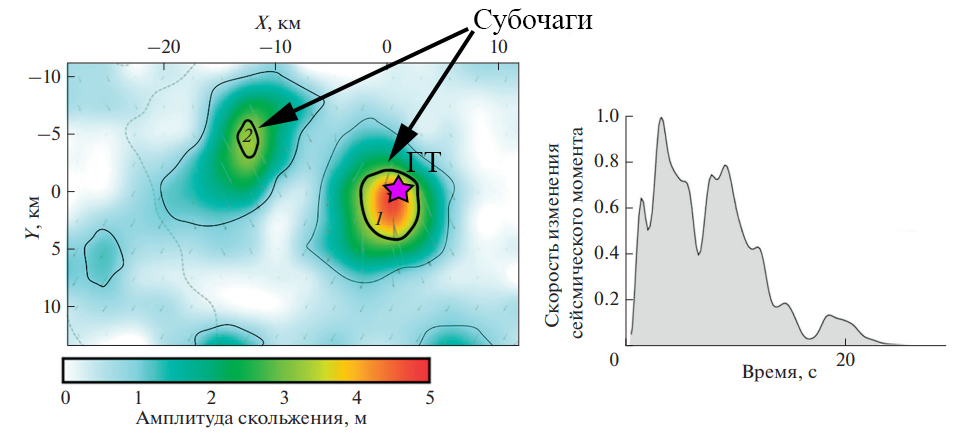 Субочаги
X, км
−20 −10 0 10
−10
−5
0
5
10
Y, км
2
ГТ
1
0 1 2 3 4 5
Амплитуда скольжения, м
Скорость изменения
сейсмического момента
1.0
0.8
0.6
0.4
0.2
0
20
Время, с